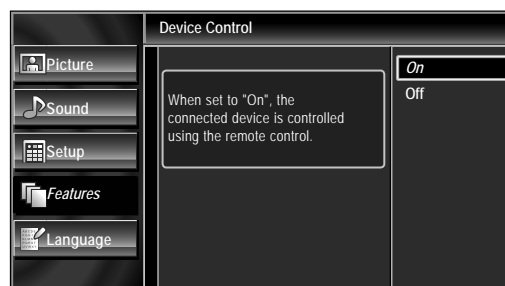 Device Control
Picture
Sound
Setup
Features
Language
When set to "On", the
connected device is controlled
using the remote control.
On
Off